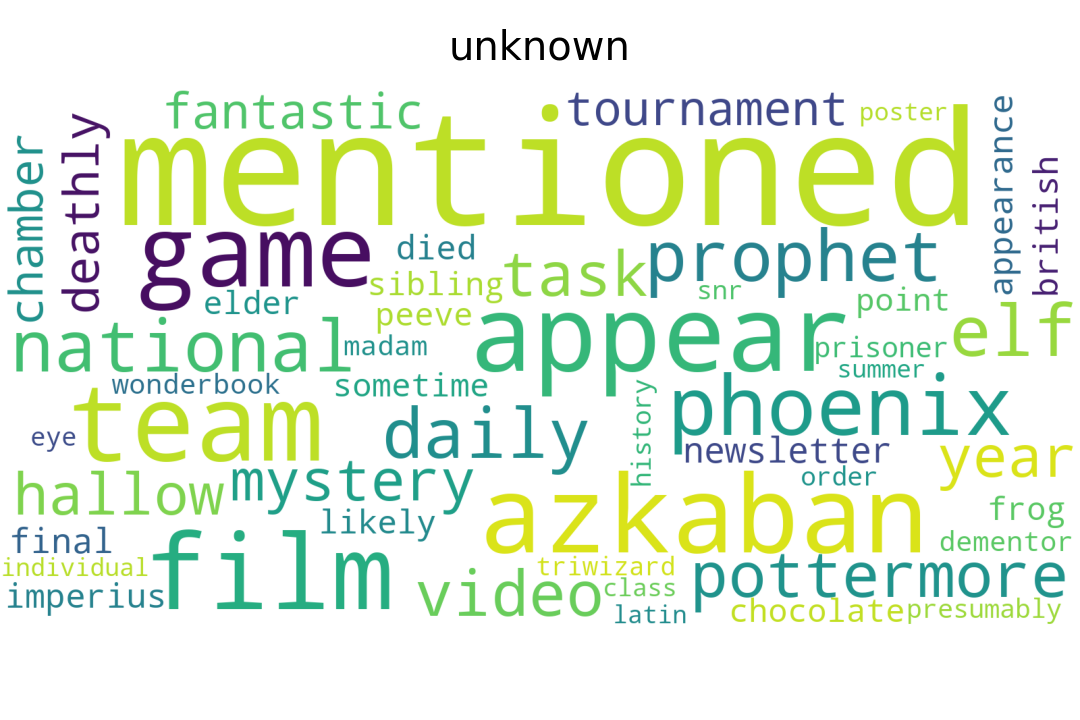 unknown
fantastic
tournament
poster
mentioned
chamber
deathly
appearance
british
game
died
prophet
sibling
task
snr
elder
peeve
point
national
madam
appear
prisoner
elf
summer
wonderbook
sometime
team
daily
history
phoenix
eye
newsletter
year
hallow
mystery
order
likely
azkaban
frog
final
dementor
individual
film
triwizard
imperius
video
class
pottermore
latin
chocolate
presumably